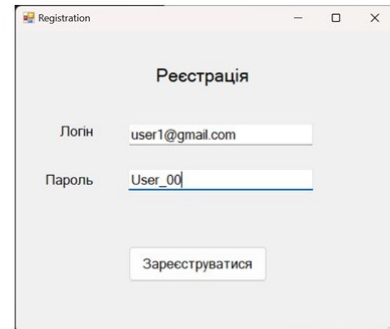 Registration
Реєстрація
Логін user1@gmail.com
Пароль User_00
Зареєструватися